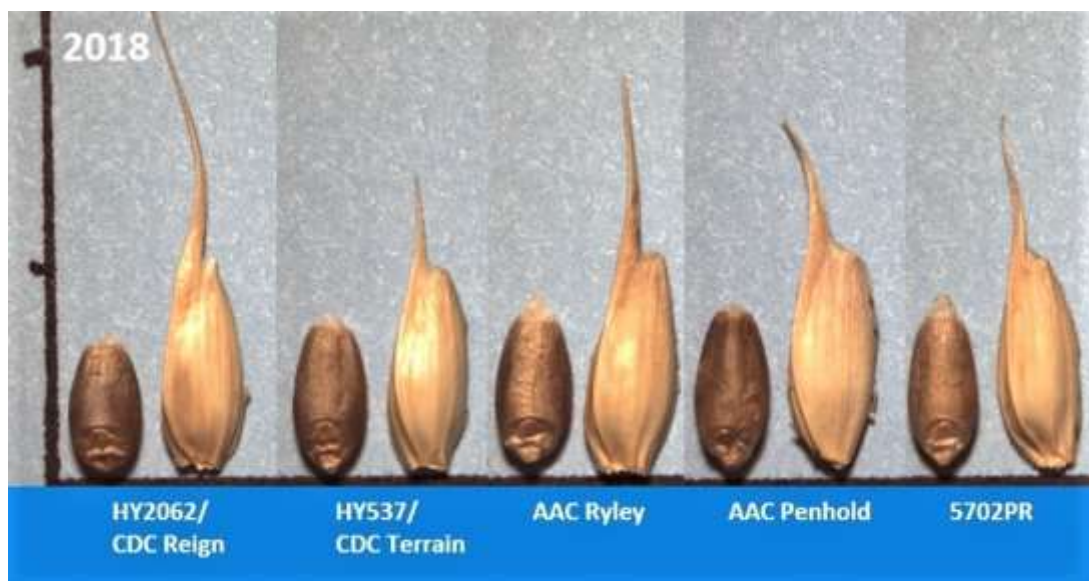 2018
HY2062/
CDC Reign
HY537/
CDC Terrain
AAC Ryley
AAC Penhold
5702PR